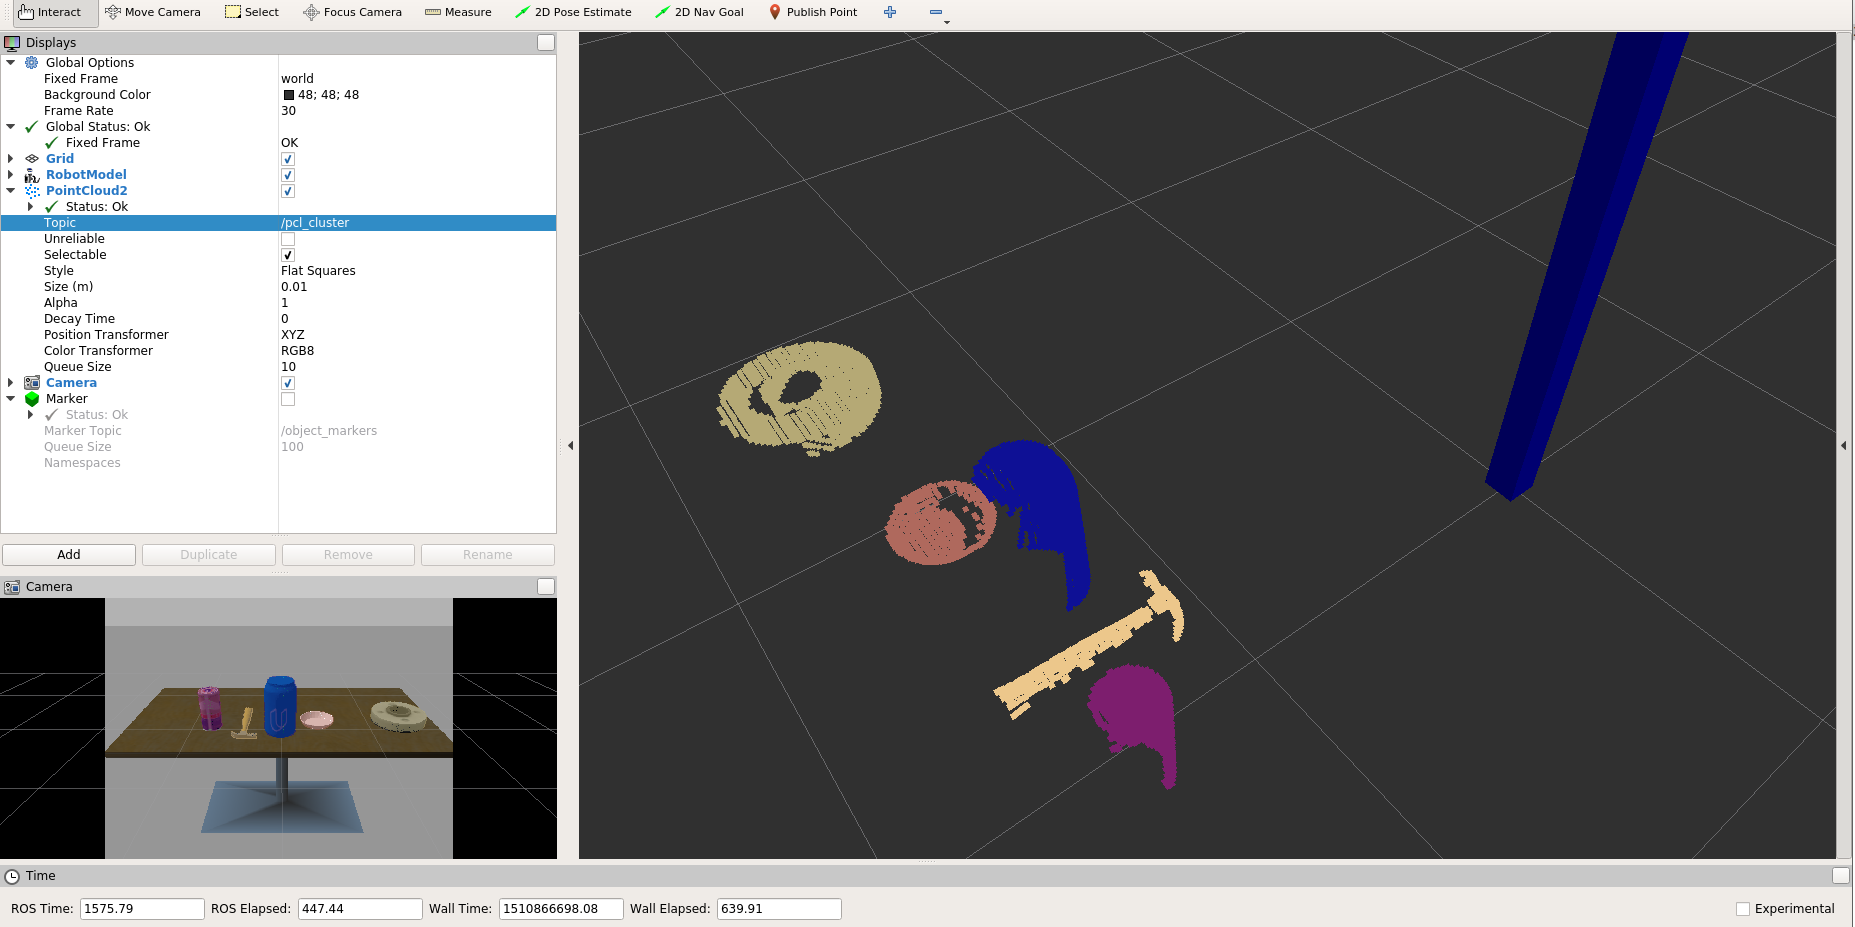 Interact Move Camera Select Focus Camera Measure 2D Pose Estimate 2D Nav Goal Publish Point
Displays
Global Options
Fixed Frame world
Background Color 48; 48; 48
Frame Rate 30
Global Status: Ok
Fixed Frame OK
Grid
RobotModel
PointCloud2
Status: Ok
Topic /pcl_cluster
Unreliable
Selectable
Style Flat Squares
Size (m) 0.01
Alpha 1
Decay Time 0
Position Transformer XYZ
Color Transformer RGB8
Queue Size 10
Camera
Marker
Status: Ok
Marker Topic /object_markers
Queue Size 100
Namespaces
Add Duplicate Remove Rename
Camera
Time
ROS Time: 1575.79 ROS Elapsed: 447.44 Wall Time: 1510866698.08 Wall Elapsed: 639.91 Experimental